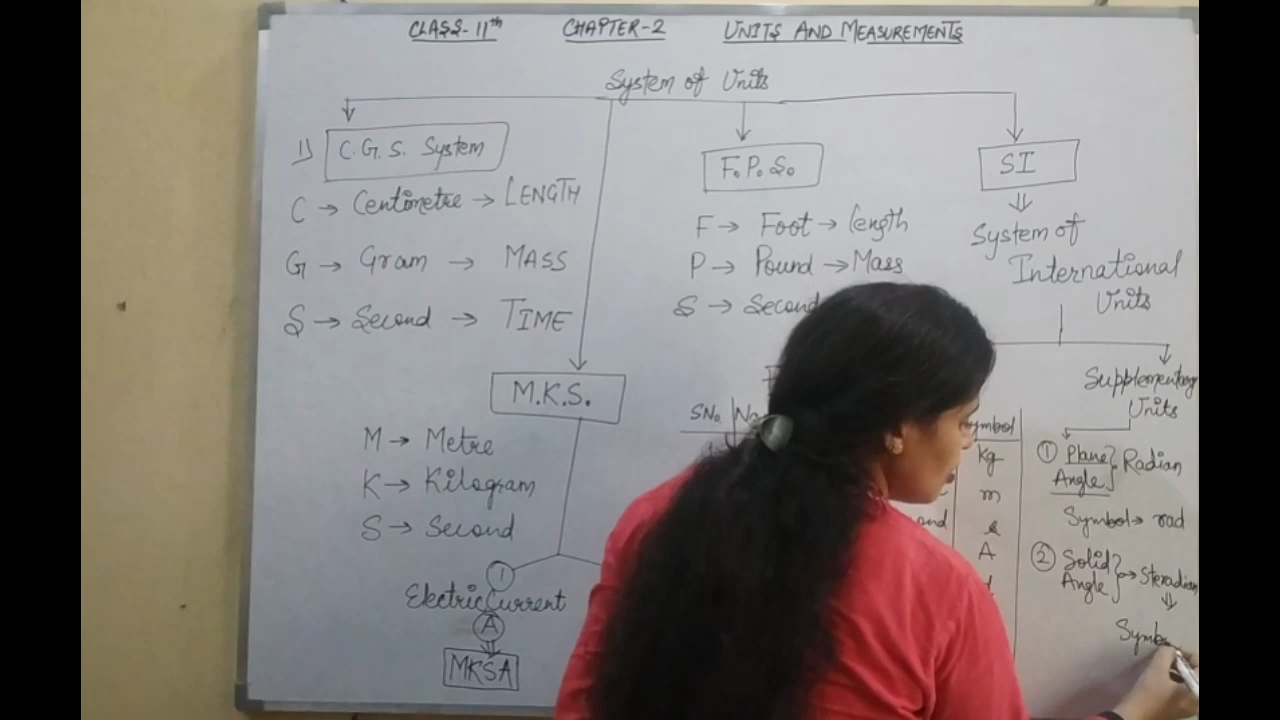 CLASS-11th CHAPTER-2 UNITS AND MEASUREMENTS
System of Units
1) C.G.S. System
C → Centimetre → LENGTH
G → Gram → MASS
S → Second → TIME
M.K.S.
M → Metre
K → Kilogram
S → Second
1
Electric Current
A
MKSA
F.P.S.
F → Foot → length
P → Pound → Mass
S → Second
SNo.
SI
⇓
System of
International
Units
Supplementary
Units
① Plane
Angle } Radian
Symbol → rad
② Solid
Angle } → Steradian
⇓
Kg
m
s
A